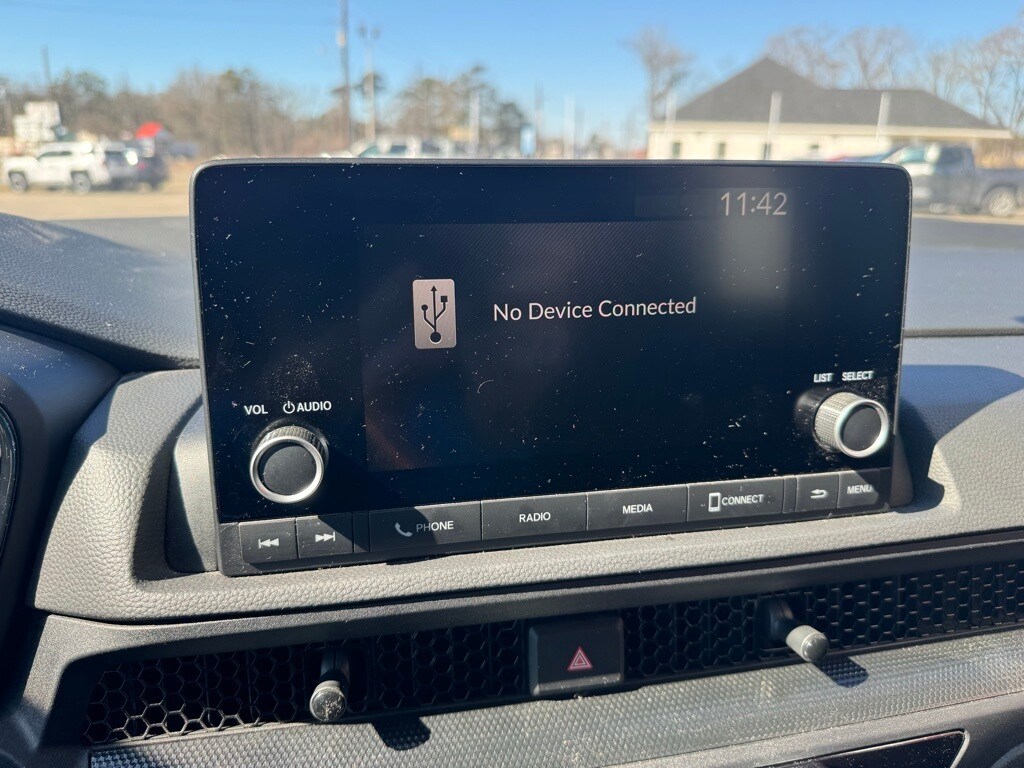 11:42
No Device Connected
LIST SELECT
VOL AUDIO
PHONE RADIO MEDIA CONNECT MENU